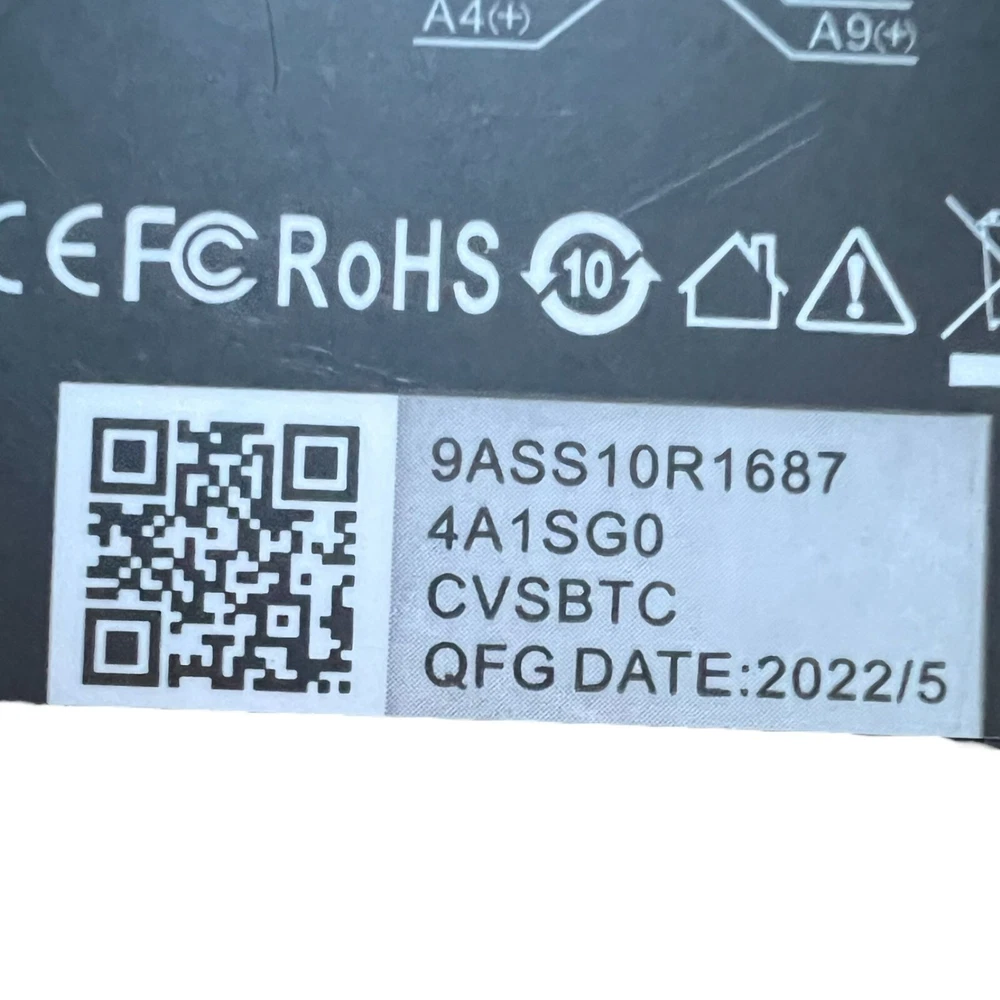 A4(+)
A9(+)
CE FC RoHS 10
9ASS10R1687
4A1SG0
CVSBTC
QFG DATE:2022/5